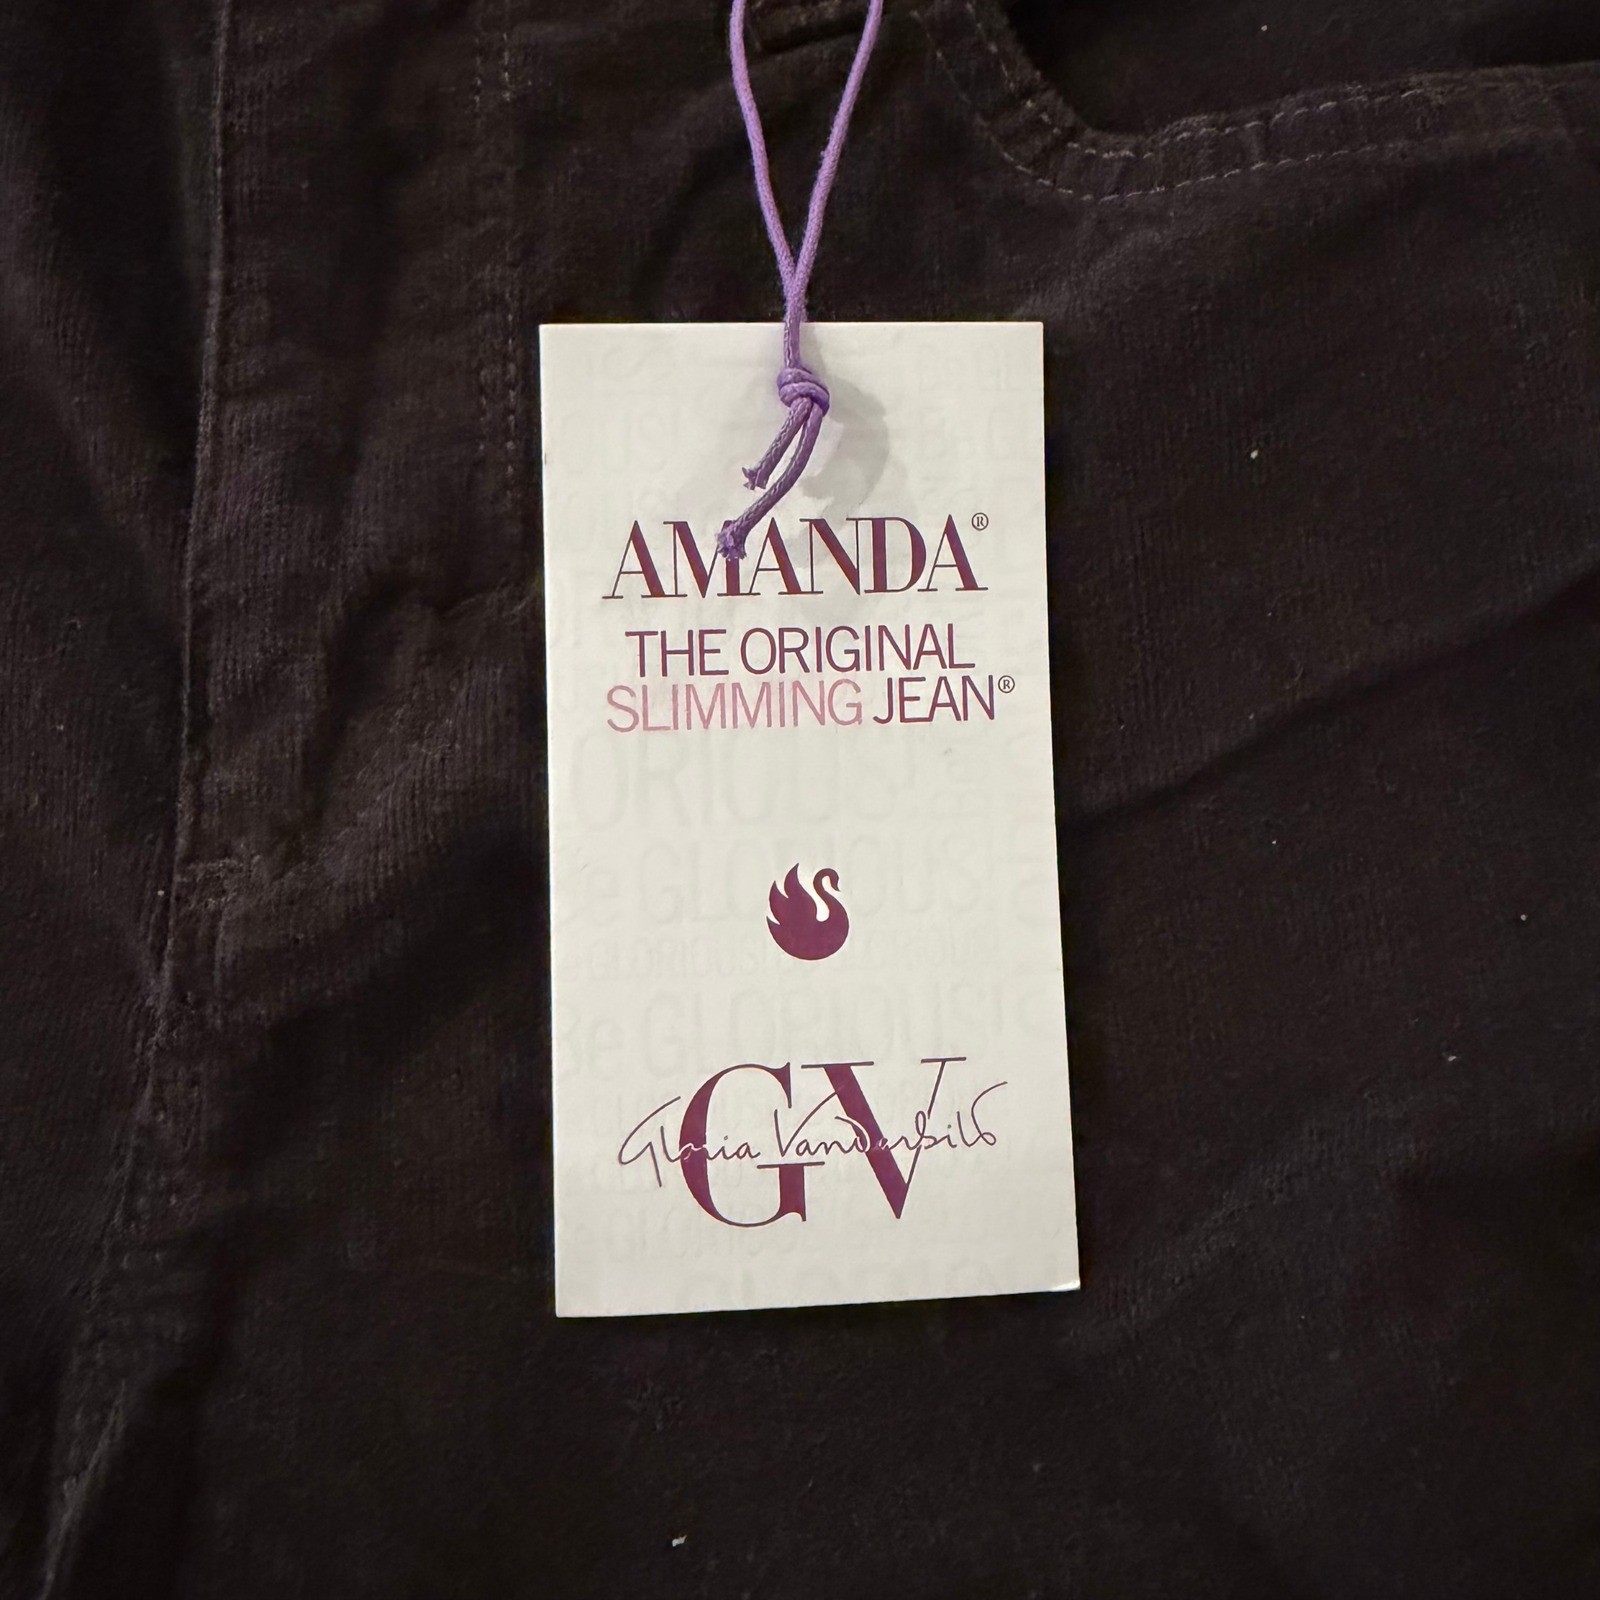 AMANDA®
THE ORIGINAL
SLIMMING JEAN®
GV
Gloria Vanderbilt